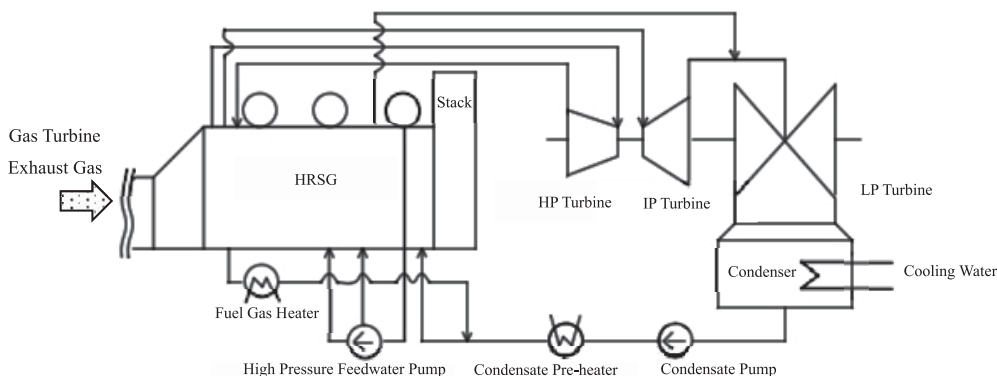 Stack
Gas Turbine
Exhaust Gas
HRSG
HP Turbine
IP Turbine
LP Turbine
Condenser
Cooling Water
Fuel Gas Heater
High Pressure Feedwater Pump
Condensate Pre-heater
Condensate Pump